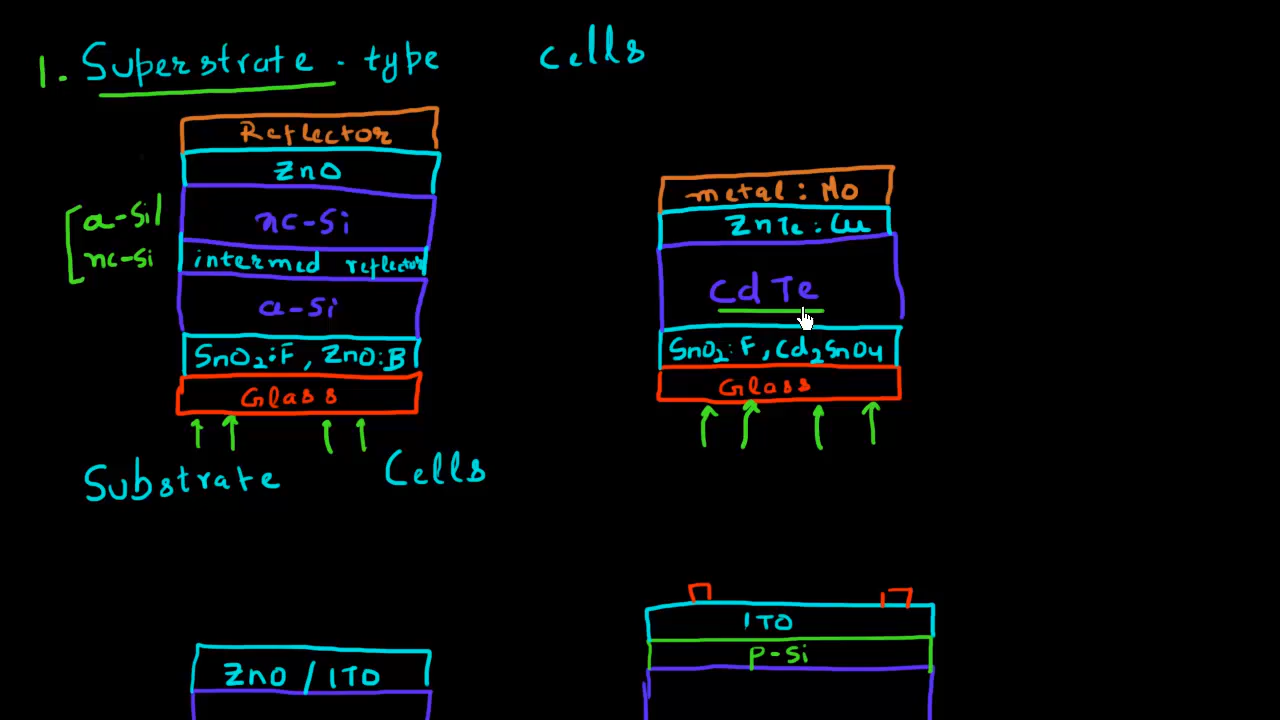 1. Superstrate - type cells
Reflector
ZnO
a-Si
nc-Si
nc-Si
intermed reflector
a-Si
SnO2:F, ZnO:B
Glass
metal: Mo
ZnTe: Cu
CdTe
SnO2:F, Cd2SnO4
Glass
Substrate Cells
ZnO / ITO
ITO
P-Si